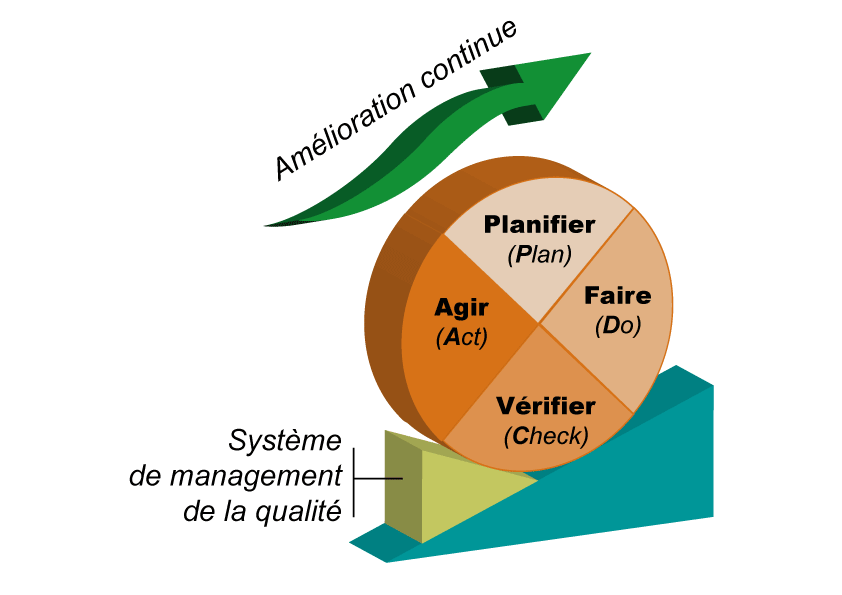 Amélioration continue
Planifier
(Plan)
Faire
(Do)
Agir
(Act)
Vérifier
(Check)
Système
de management
de la qualité